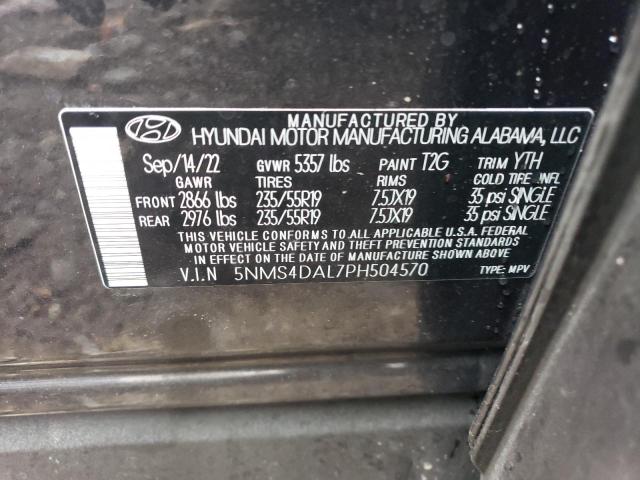 MANUFACTURED BY
HYUNDAI MOTOR MANUFACTURING ALABAMA, LLC
Sep/14/22 GVWR 5357 lbs PAINT T2G TRIM YTH
GAWR TIRES RIMS COLD TIRE INFL
FRONT 2866 lbs 235/55R19 7.5JX19 35 psi SINGLE
REAR 2976 lbs 235/55R19 7.5JX19 35 psi SINGLE
THIS VEHICLE CONFORMS TO ALL APPLICABLE U.S.A. FEDERAL
MOTOR VEHICLE SAFETY AND THEFT PREVENTION STANDARDS
IN EFFECT ON THE DATE OF MANUFACTURE SHOWN ABOVE.
V.I.N 5NMS4DAL7PH504570 TYPE: MPV